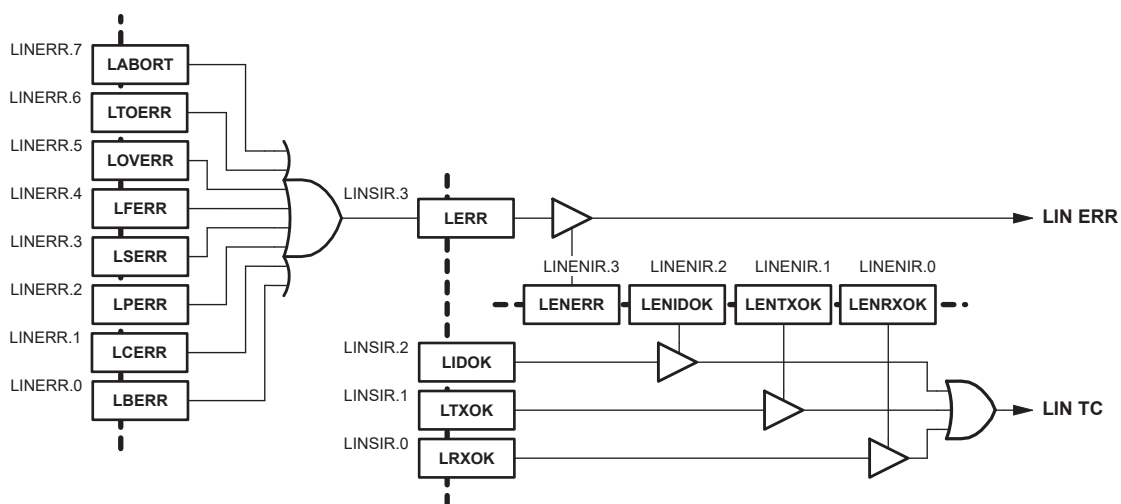 LINERR.7
LABORT
LINERR.6
LTOERR
LINERR.5
LOVERR
LINERR.4
LFERR
LINERR.3
LSERR
LINERR.2
LPERR
LINERR.1
LCERR
LINERR.0
LBERR
LINSIR.3
LERR
LIN ERR
LINENIR.3 LINENIR.2 LINENIR.1 LINENIR.0
LENERR LENIDOK LENTXOK LENRXOK
LINSIR.2
LIDOK
LINSIR.1
LTXOK
LIN TC
LINSIR.0
LRXOK